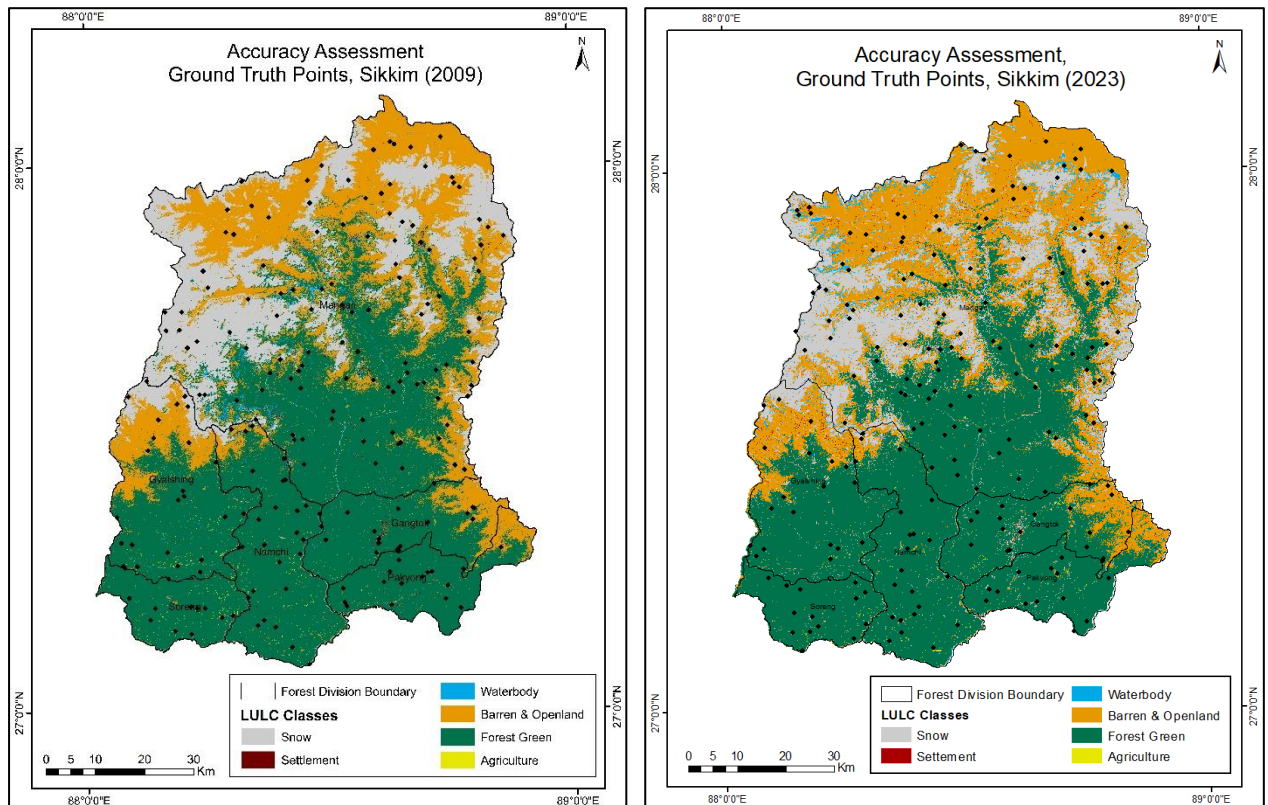 88°0'0"E 89°0'0"E
Accuracy Assessment
Ground Truth Points, Sikkim (2009)
N
28°0'0"N 28°0'0"N
Mangan
Gyalshing
Gangtok
Namchi
Pakyong
Soreng
27°0'0"N 27°0'0"N
Forest Division Boundary
LULC Classes
Snow
Settlement
Waterbody
Barren & Openland
Forest Green
Agriculture
0 5 10 20 30
Km
88°0'0"E 89°0'0"E
88°0'0"E 89°0'0"E
Accuracy Assessment,
Ground Truth Points, Sikkim (2023)
N
28°0'0"N 28°0'0"N
Gyalshing
Gangtok
Pakyong
Soreng
27°0'0"N 27°0'0"N
Forest Division Boundary
LULC Classes
Snow
Settement
Waterbody
Barren & Openland
Forest Green
Agriculture
0 5 10 20 30
Km
88°0'0"E 89°0'0"E